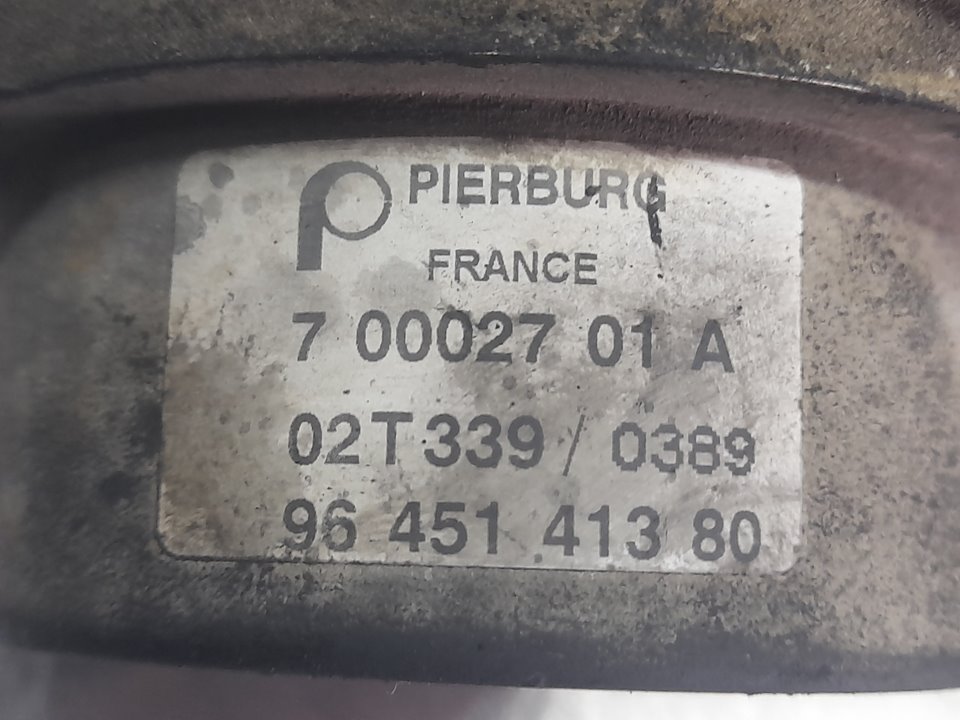 PIERBURG
FRANCE
7 00027 01 A
02T339 / 0389
96 451 413 80